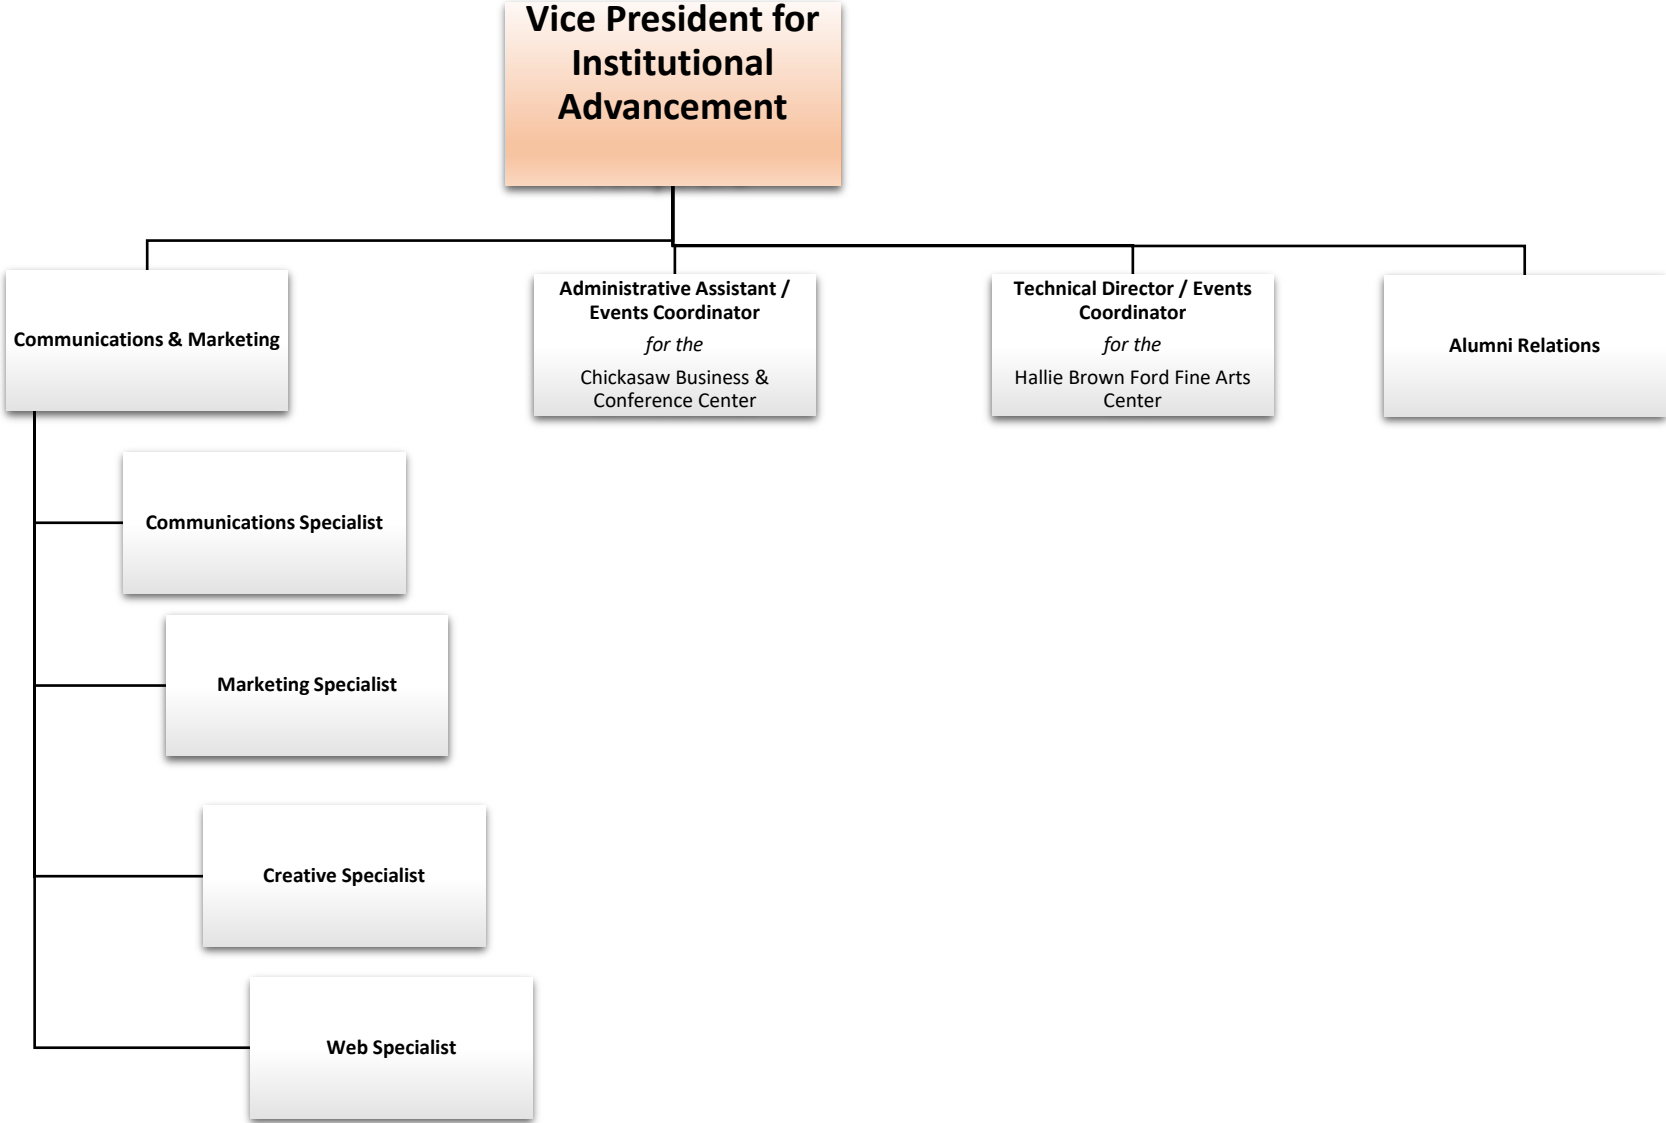 Vice President for
Institutional
Advancement
Communications & Marketing
Administrative Assistant /
Events Coordinator
for the
Chickasaw Business &
Conference Center
Technical Director / Events
Coordinator
for the
Hallie Brown Ford Fine Arts
Center
Alumni Relations
Communications Specialist
Marketing Specialist
Creative Specialist
Web Specialist